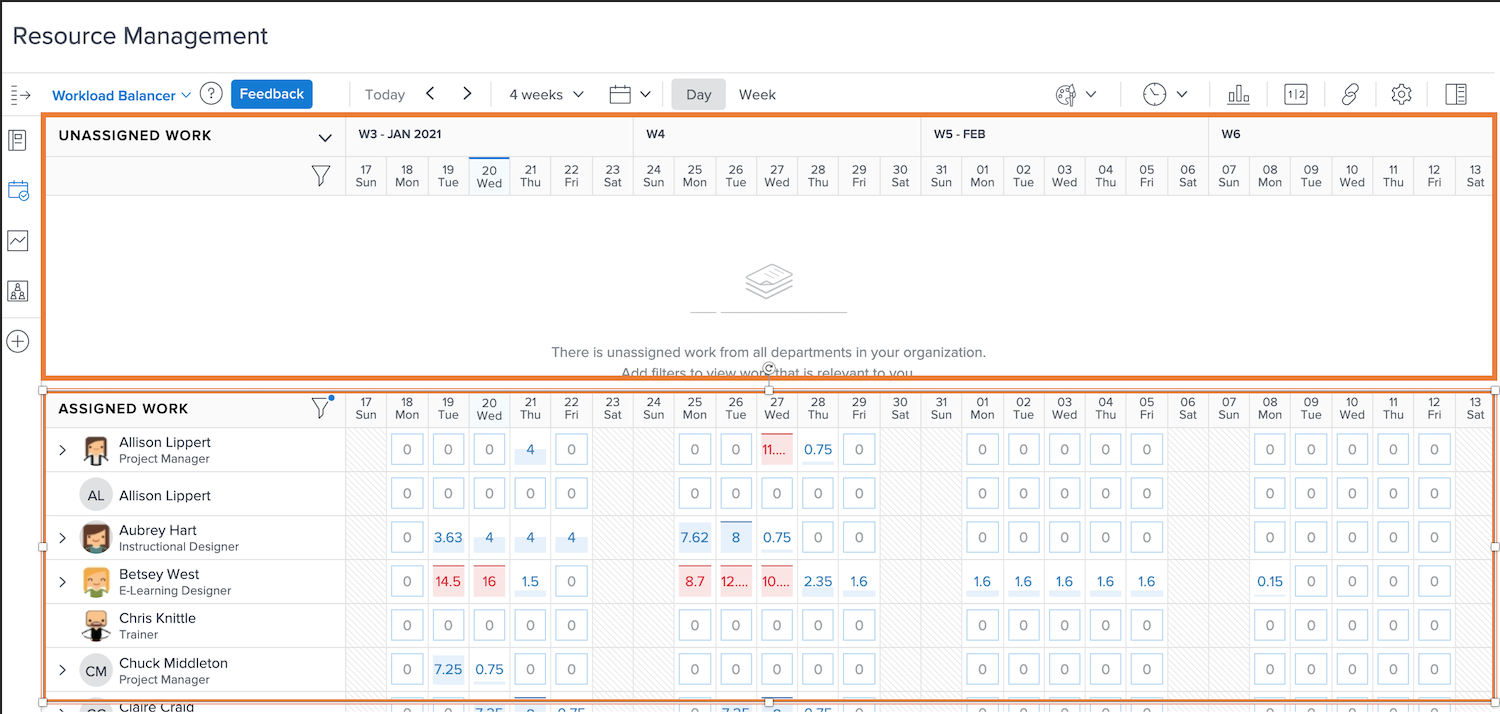 Resource Management
Workload Balancer ? Feedback Today 4 weeks Day Week 1|2
UNASSIGNED WORK W3 - JAN 2021 W4 W5 - FEB W6
17 18 19 20 21 22 23 24 25 26 27 28 29 30 31 01 02 03 04 05 06 07 08 09 10 11 12 13
Sun Mon Tue Wed Thu Fri Sat Sun Mon Tue Wed Thu Fri Sat Sun Mon Tue Wed Thu Fri Sat Sun Mon Tue Wed Thu Fri Sat
There is unassigned work from all departments in your organization.
Add filters to view work that is relevant to you
ASSIGNED WORK 17 18 19 20 21 22 23 24 25 26 27 28 29 30 31 01 02 03 04 05 06 07 08 09 10 11 12 13
Sun Mon Tue Wed Thu Fri Sat Sun Mon Tue Wed Thu Fri Sat Sun Mon Tue Wed Thu Fri Sat Sun Mon Tue Wed Thu Fri Sat
Allison Lippert 0 0 0 4 0 0 0 11.... 0.75 0 0 0 0 0 0 0 0 0 0 0
Project Manager
AL Allison Lippert 0 0 0 0 0 0 0 0 0 0 0 0 0 0 0 0 0 0 0 0
Aubrey Hart 0 3.63 4 4 4 7.62 8 0.75 0 0 0 0 0 0 0 0 0 0 0 0
Instructional Designer
Betsey West 0 14.5 16 1.5 0 8.7 12.... 10.... 2.35 1.6 1.6 1.6 1.6 1.6 1.6 0.15 0 0 0 0
E-Learning Designer
Chris Knittle 0 0 0 0 0 0 0 0 0 0 0 0 0 0 0 0 0 0 0 0
Trainer
CM Chuck Middleton 0 7.25 0.75 0 0 0 0 0 0 0 0 0 0 0 0 0 0 0 0 0
Project Manager
Claire Craig